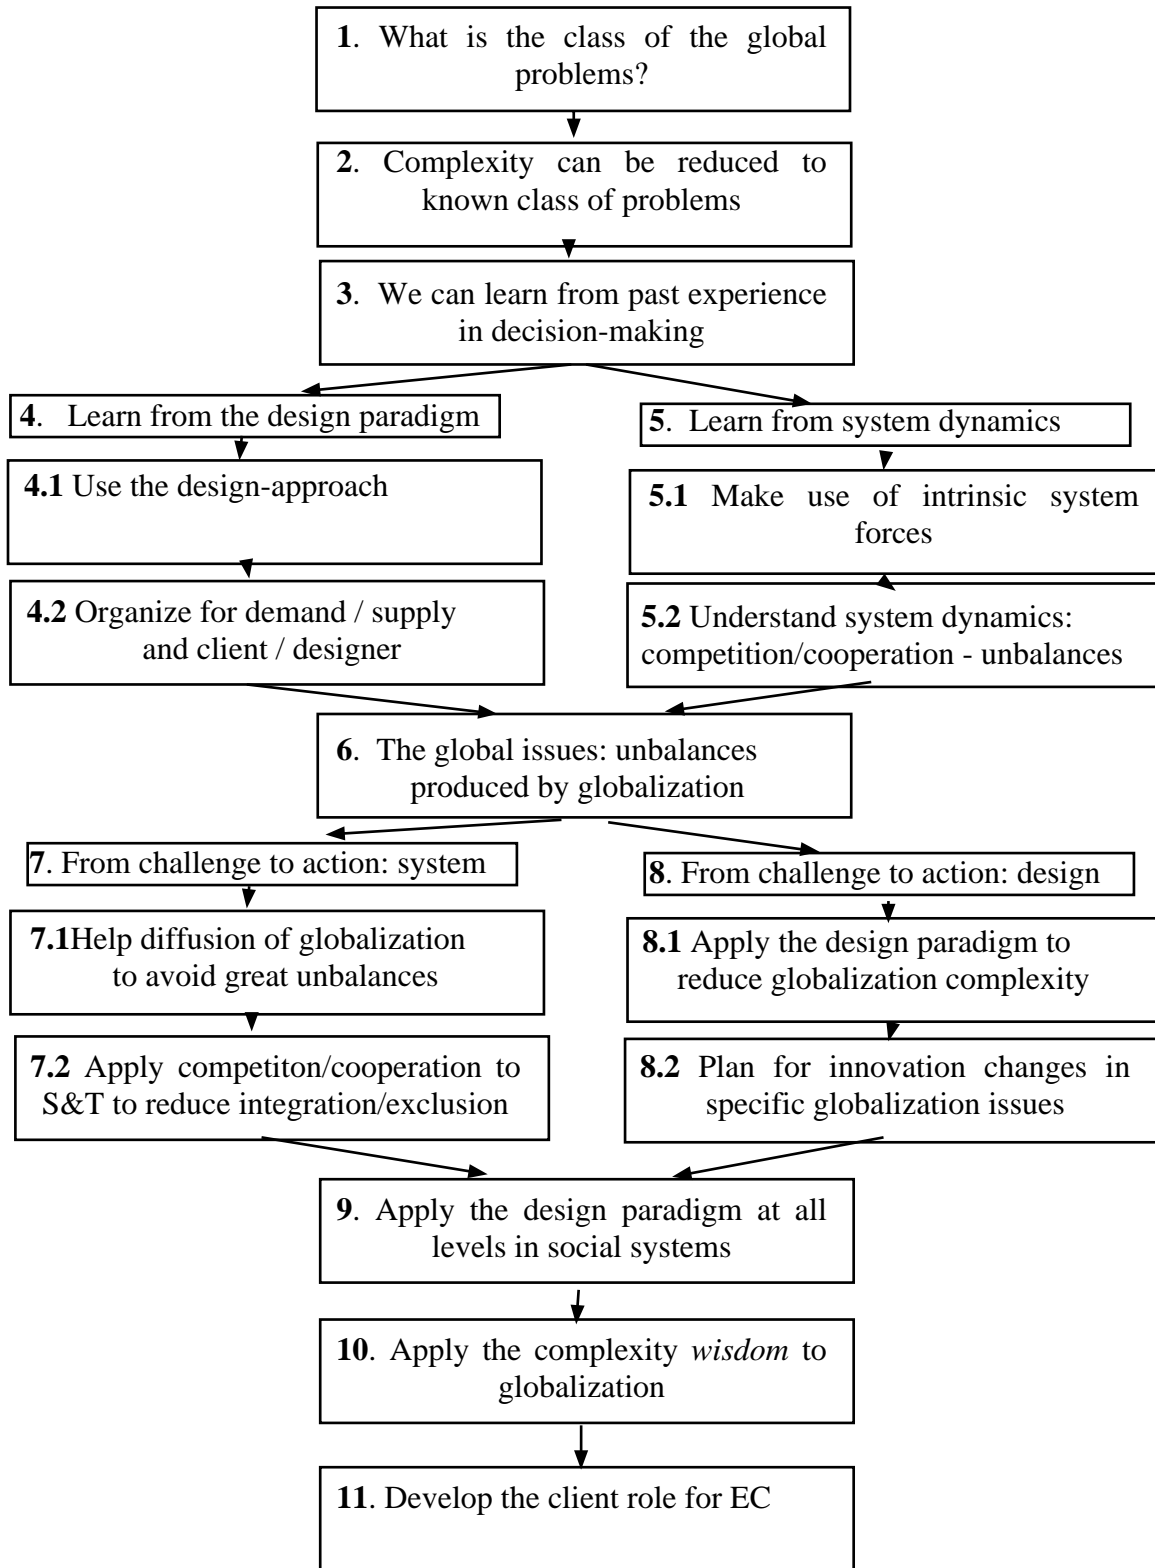 1. What is the class of the global
problems?
2. Complexity can be reduced to
known class of problems
3. We can learn from past experience
in decision-making
4. Learn from the design paradigm
5. Learn from system dynamics
4.1 Use the design-approach
5.1 Make use of intrinsic system
forces
4.2 Organize for demand / supply
and client / designer
5.2 Understand system dynamics:
competition/cooperation - unbalances
6. The global issues: unbalances
produced by globalization
7. From challenge to action: system
8. From challenge to action: design
7.1Help diffusion of globalization
to avoid great unbalances
8.1 Apply the design paradigm to
reduce globalization complexity
7.2 Apply competiton/cooperation to
S&T to reduce integration/exclusion
8.2 Plan for innovation changes in
specific globalization issues
9. Apply the design paradigm at all
levels in social systems
10. Apply the complexity wisdom to
globalization
11. Develop the client role for EC